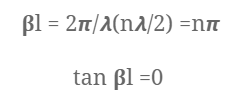 βl = 2π/λ(nλ/2) =nπ
tan βl =0